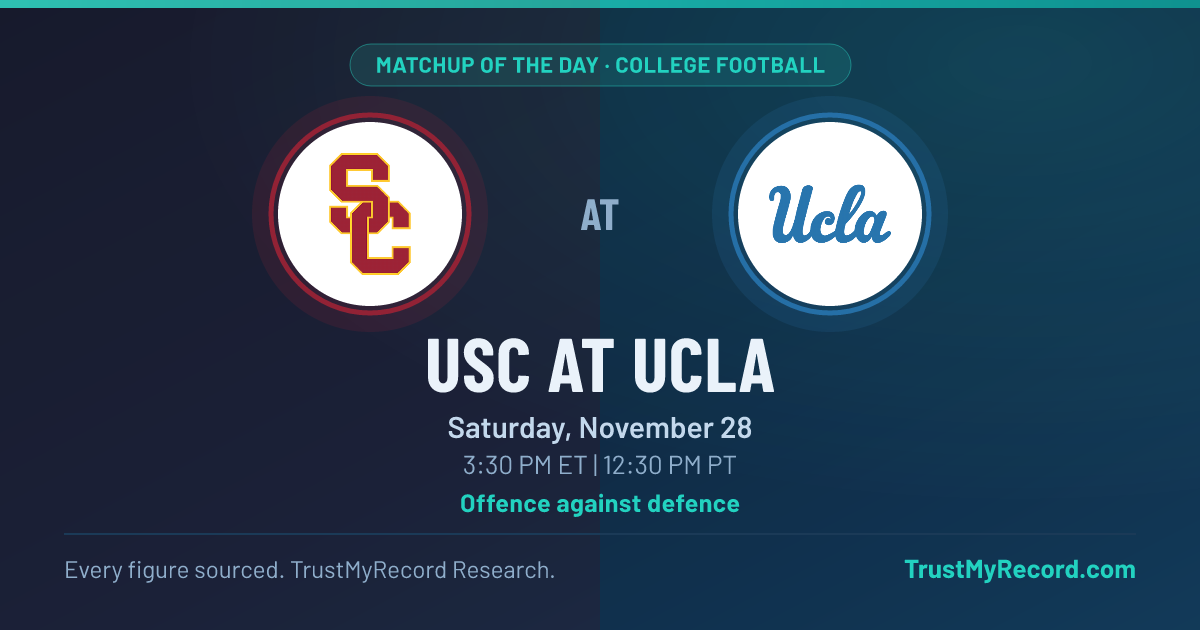 MATCHUP OF THE DAY · COLLEGE FOOTBALL
SC
AT
Ucla
USC AT UCLA
Saturday, November 28
3:30 PM ET | 12:30 PM PT
Offence against defence
Every figure sourced. TrustMyRecord Research.
TrustMyRecord.com